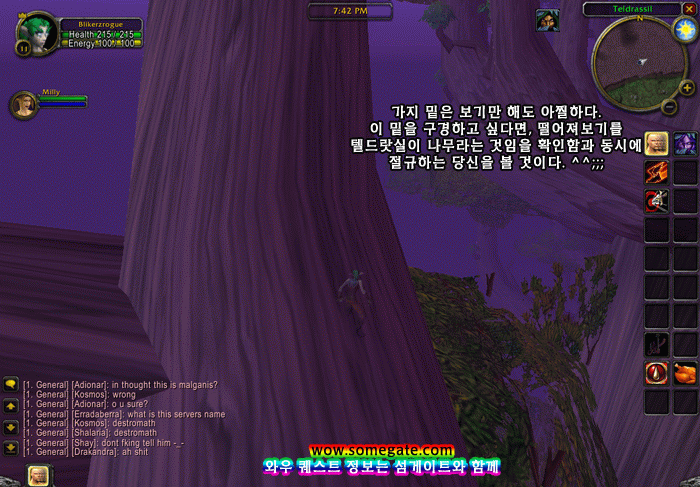 Blikerzrogue
Health 215 / 215
Energy 100 / 100
11
Milly
7:42 PM
Teldrassil
N
가지 밑은 보기만 해도 아찔하다.
이 밑을 구경하고 싶다면, 떨어져보기를
텔드랏실이 나무라는 것임을 확인함과 동시에
절규하는 당신을 볼 것이다. ^^;;;
[1. General] [Adionar]: in thought this is malganis?
[1. General] [Kosmos]: wrong
[1. General] [Adionar]: o u sure?
[1. General] [Erradaberra]: what is this servers name
[1. General] [Kosmos]: destromath
[1. General] [Shalaria]: destromath
[1. General] [Shay]: dont fking tell him -_-
[1. General] [Drakandra]: ah shit
www.somegate.com
와우 퀘스트 정보는 섬게이트와 함께